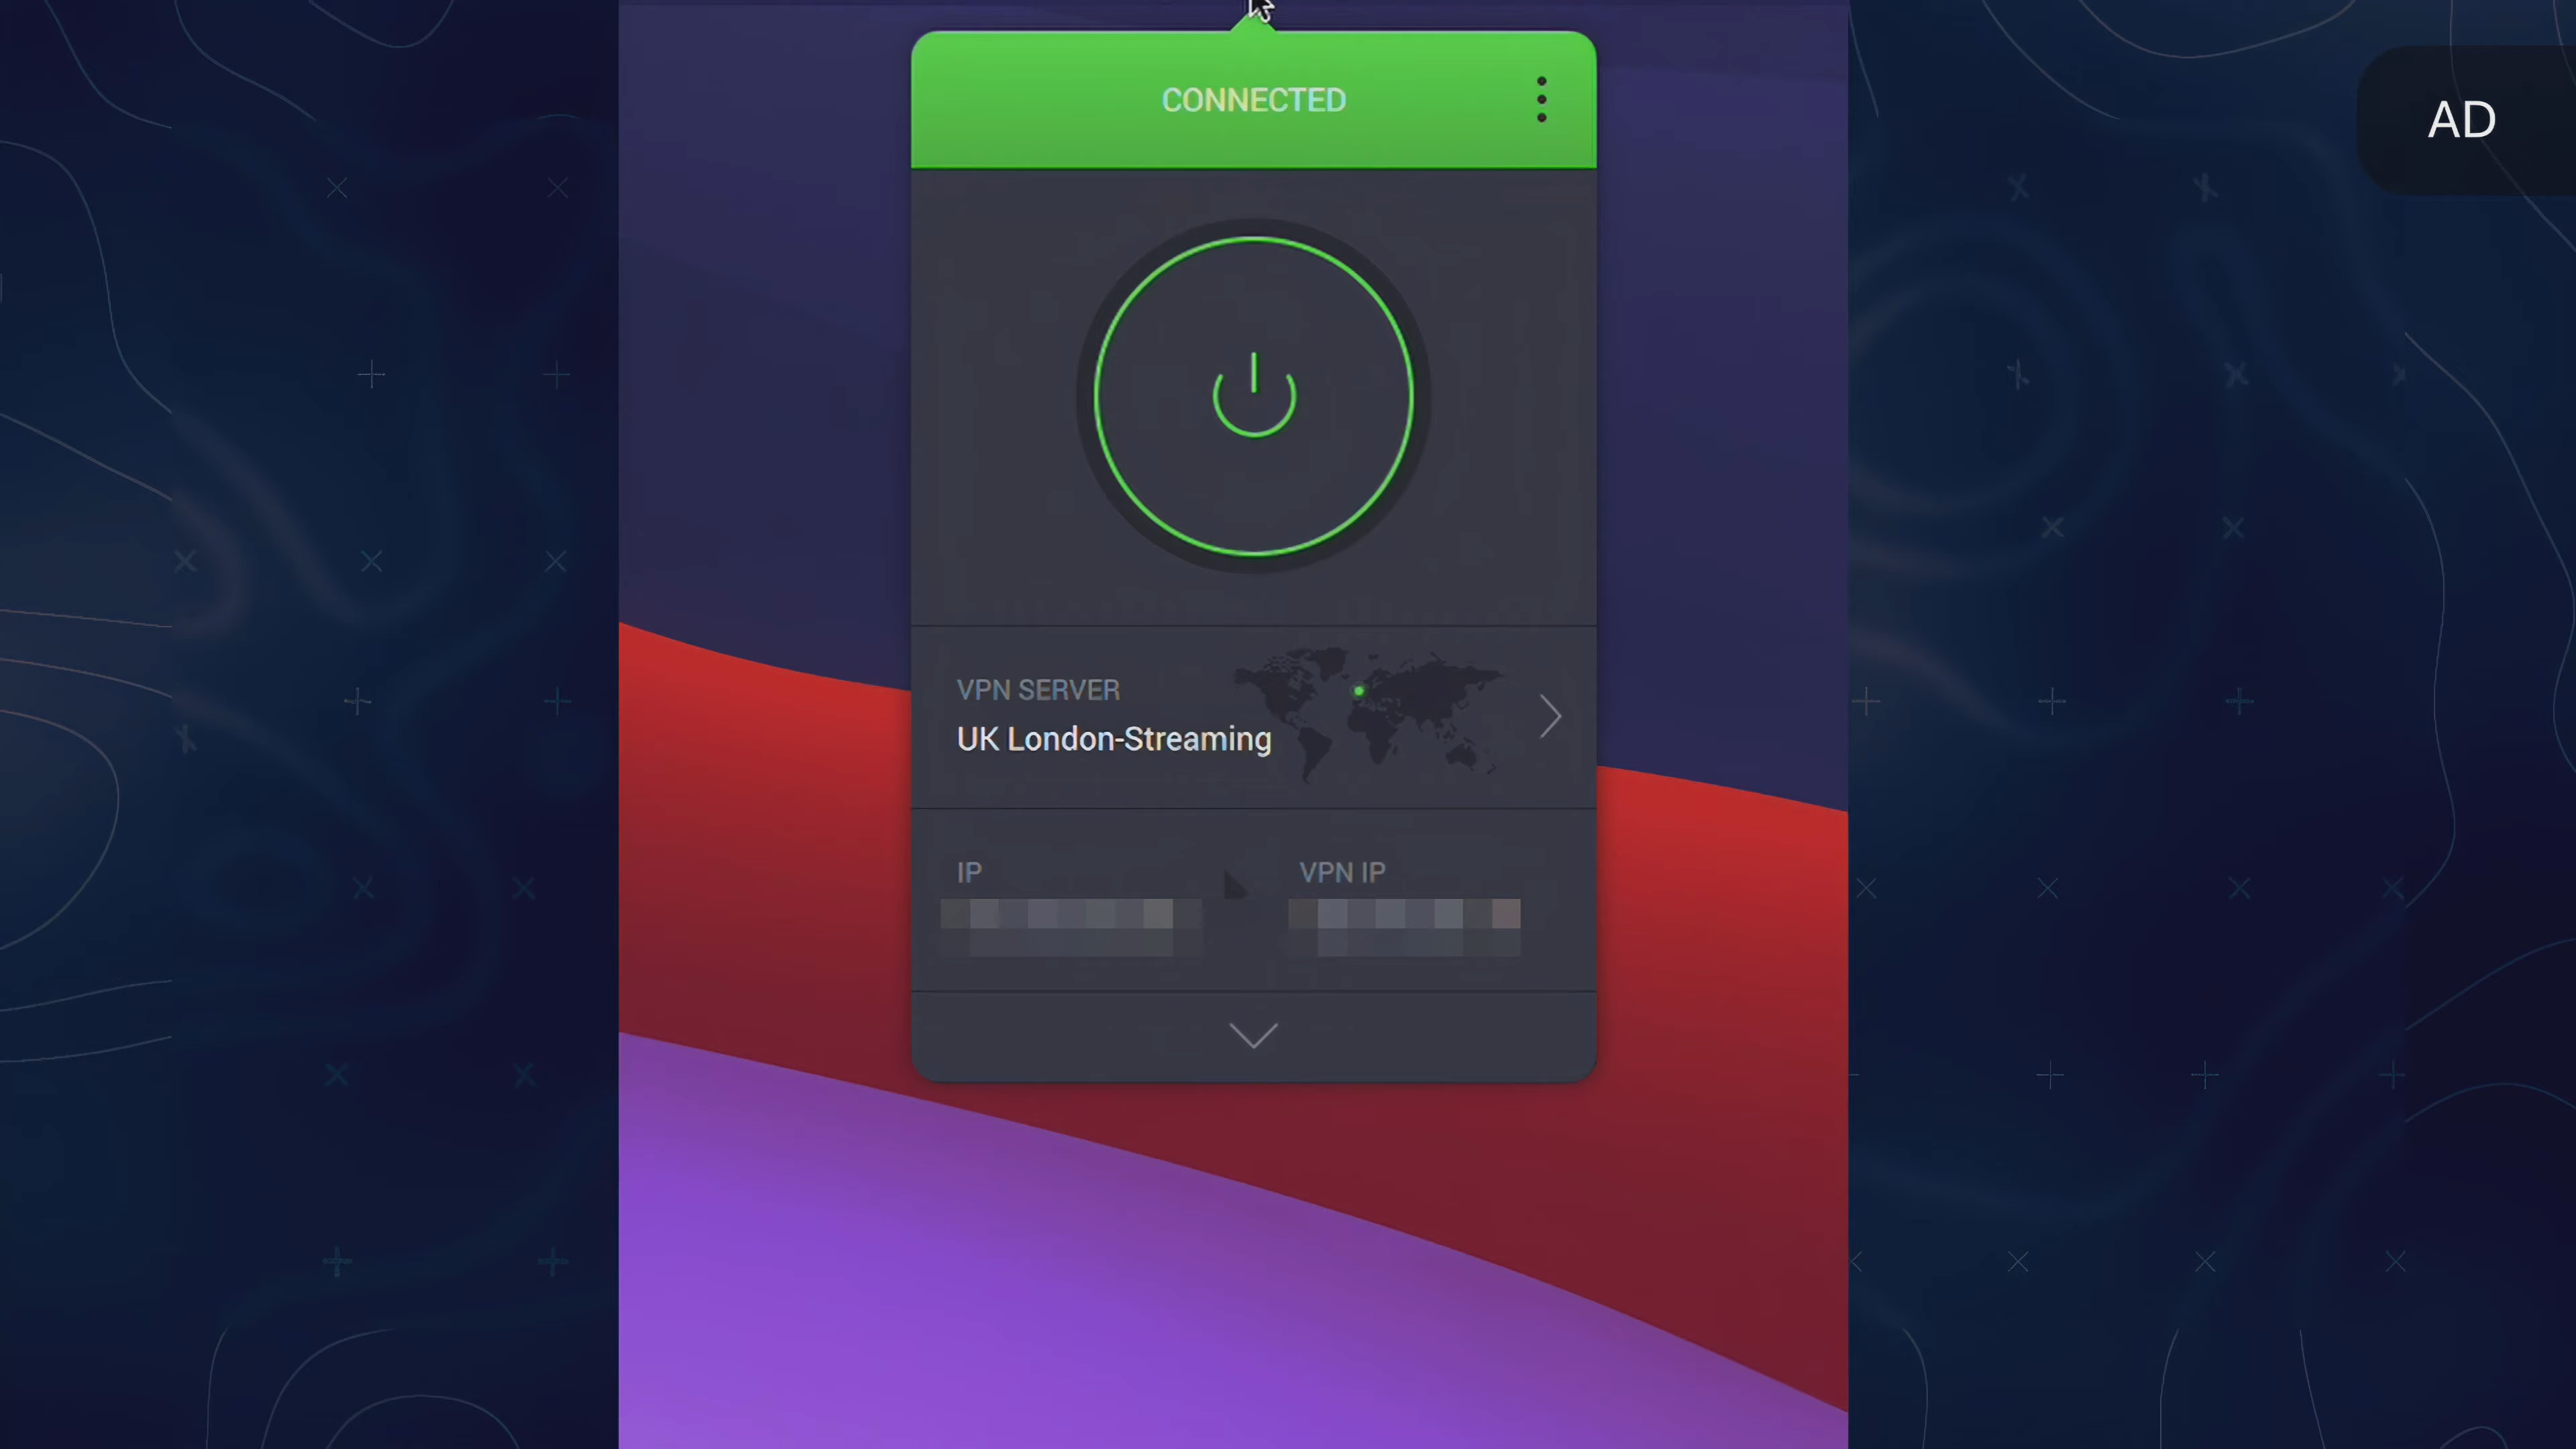 CONNECTED
AD
VPN SERVER
UK London-Streaming
IP
VPN IP